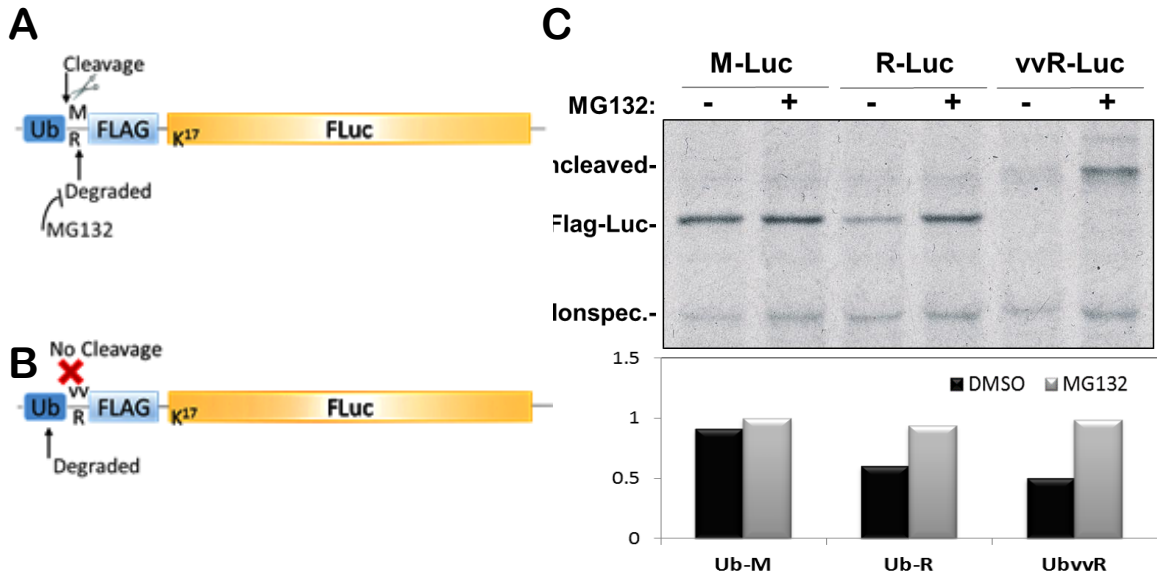 A
Cleavage
M
Ub
R
FLAG
K17
FLuc
Degraded
MG132
B
No Cleavage
vv
Ub
R
FLAG
K17
FLuc
Degraded
C
M-Luc R-Luc vvR-Luc
MG132: - + - + - +
ncleaved-
Flag-Luc-
lonspec.-
1.5
DMSO MG132
1
0.5
0
Ub-M Ub-R UbvvR